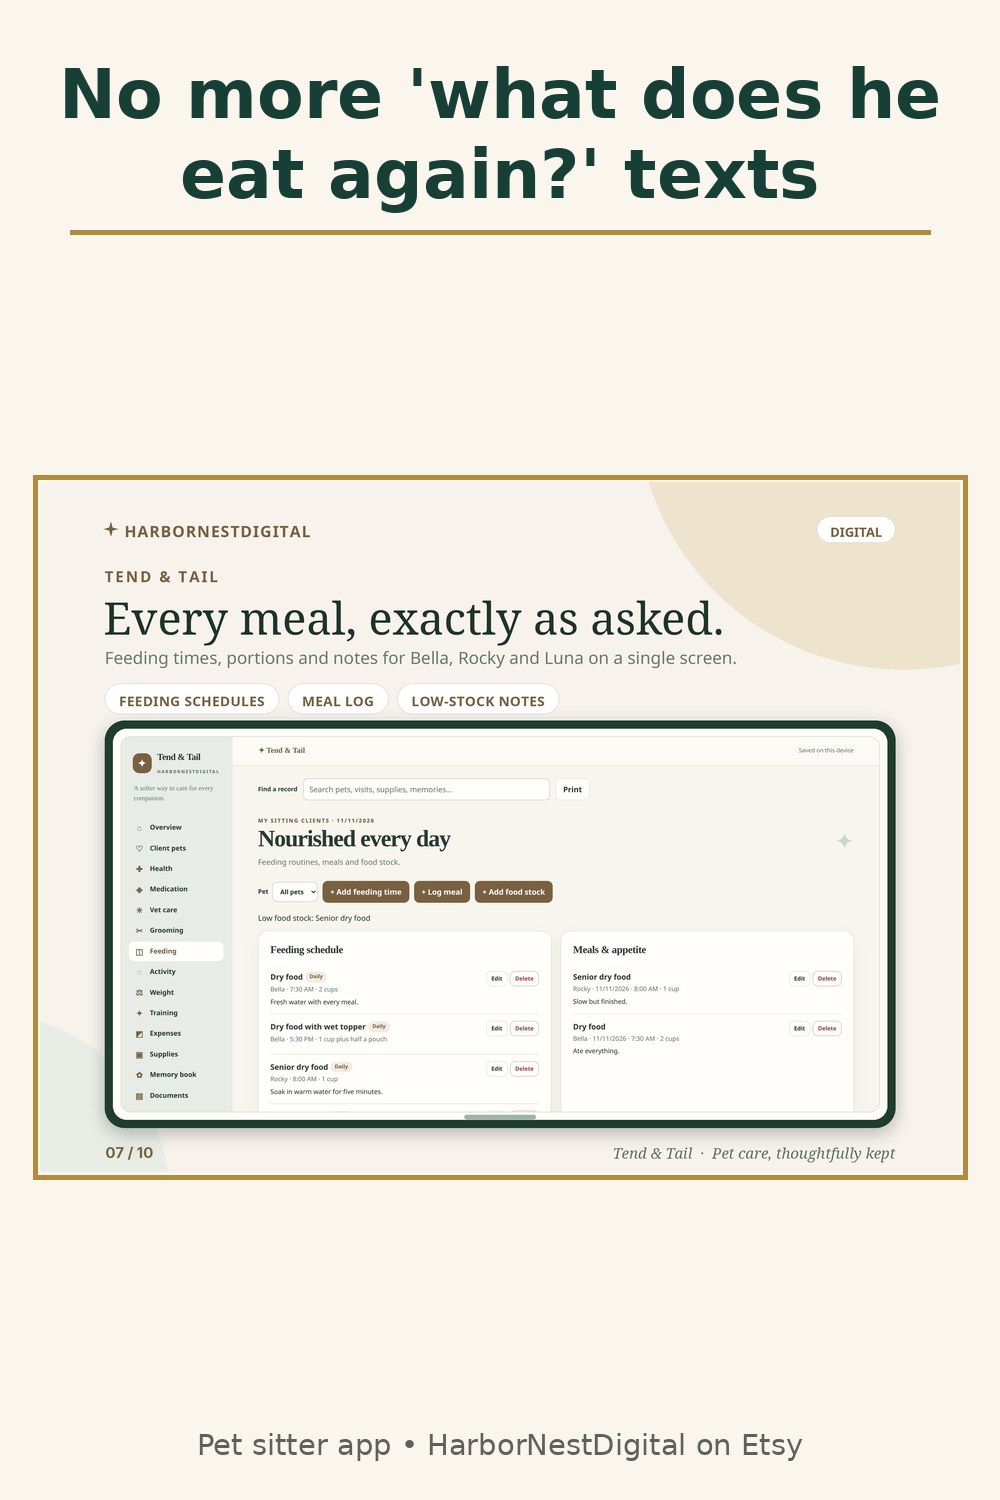 No more 'what does he
eat again?' texts
HARBORNESTDIGITAL
DIGITAL
TEND & TAIL
Every meal, exactly as asked.
Feeding times, portions and notes for Bella, Rocky and Luna on a single screen.
FEEDING SCHEDULES
MEAL LOG
LOW-STOCK NOTES
Tend & Tail
HARBORNESTDIGITAL
A softer way to care for every
companion.
Overview
Client pets
Health
Medication
Vet care
Grooming
Feeding
Activity
Weight
Training
Expenses
Supplies
Memory book
Documents
Tend & Tail
Saved on this device
Find a record
Search pets, visits, supplies, memories...
Print
MY SITTING CLIENTS · 11/11/2026
Nourished every day
Feeding routines, meals and food stock.
Pet
All pets
+ Add feeding time
+ Log meal
+ Add food stock
Low food stock: Senior dry food
Feeding schedule
Dry food Daily
Edit Delete
Bella · 7:30 AM · 2 cups
Fresh water with every meal.
Dry food with wet topper Daily
Edit Delete
Bella · 5:30 PM · 1 cup plus half a pouch
Senior dry food Daily
Edit Delete
Rocky · 8:00 AM · 1 cup
Soak in warm water for five minutes.
Meals & appetite
Senior dry food
Edit Delete
Rocky · 11/11/2026 · 8:00 AM · 1 cup
Slow but finished.
Dry food
Edit Delete
Bella · 11/11/2026 · 7:30 AM · 2 cups
Ate everything.
07 / 10
Tend & Tail · Pet care, thoughtfully kept
Pet sitter app • HarborNestDigital on Etsy